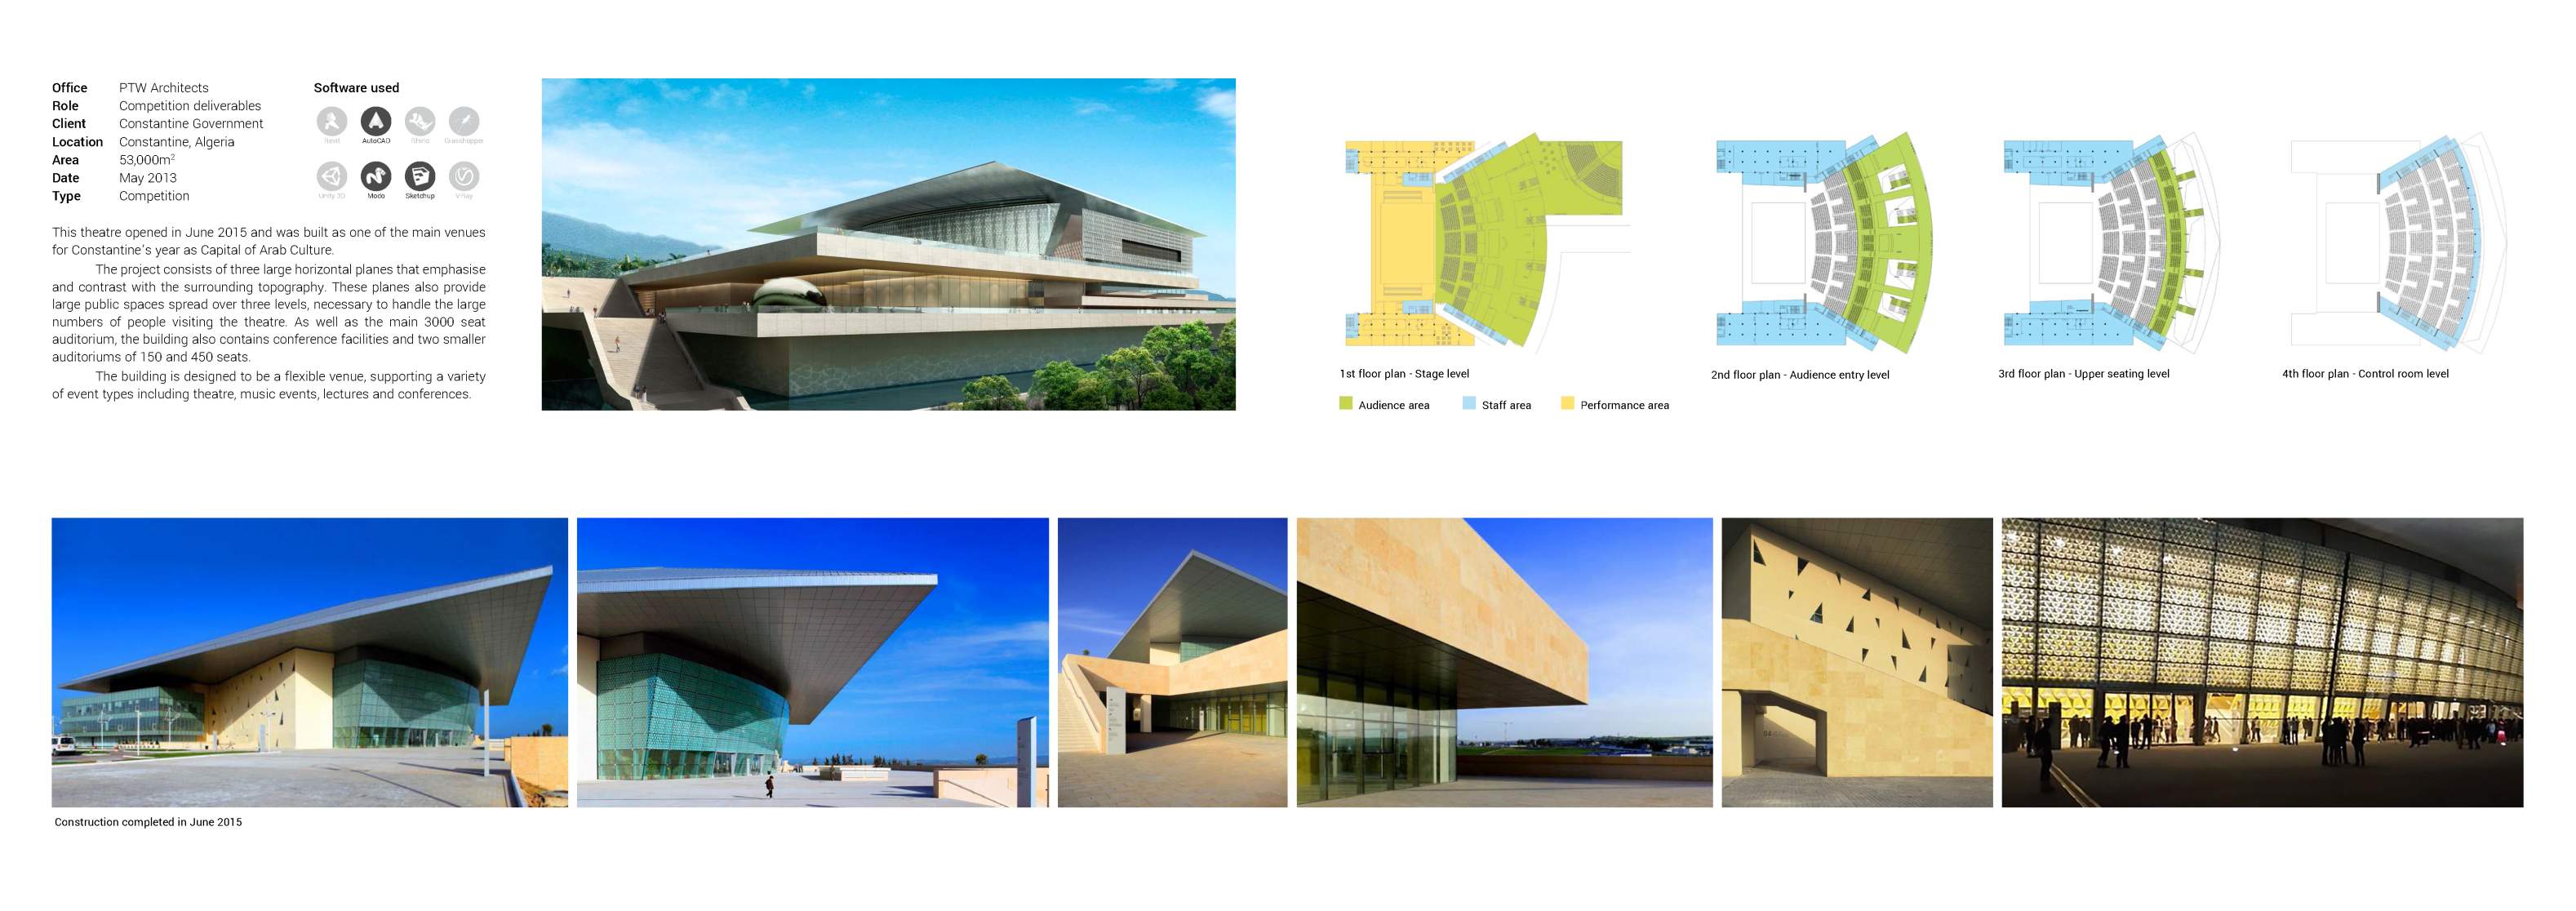 Office PTW Architects
Role Competition deliverables
Client Constantine Government
Location Constantine, Algeria
Area 53,000m²
Date May 2013
Type Competition
Software used
Revit AutoCAD Rhino Grasshopper
Unity 3D Modo Sketchup V-Ray
This theatre opened in June 2015 and was built as one of the main venues
for Constantine's year as Capital of Arab Culture.
The project consists of three large horizontal planes that emphasise
and contrast with the surrounding topography. These planes also provide
large public spaces spread over three levels, necessary to handle the large
numbers of people visiting the theatre. As well as the main 3000 seat
auditorium, the building also contains conference facilities and two smaller
auditoriums of 150 and 450 seats.
The building is designed to be a flexible venue, supporting a variety
of event types including theatre, music events, lectures and conferences.
1st floor plan - Stage level
2nd floor plan - Audience entry level
3rd floor plan - Upper seating level
4th floor plan - Control room level
Audience area Staff area Performance area
04
Construction completed in June 2015